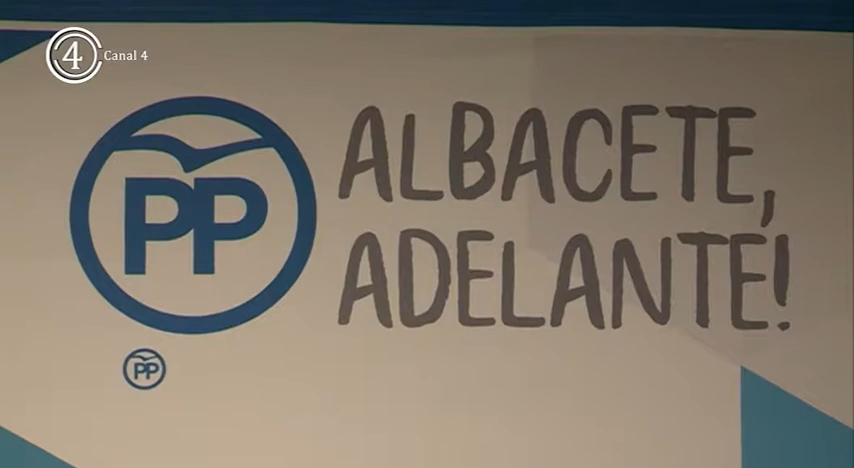 4 Canal 4
PP
ALBACETE,
ADELANTE!
PP